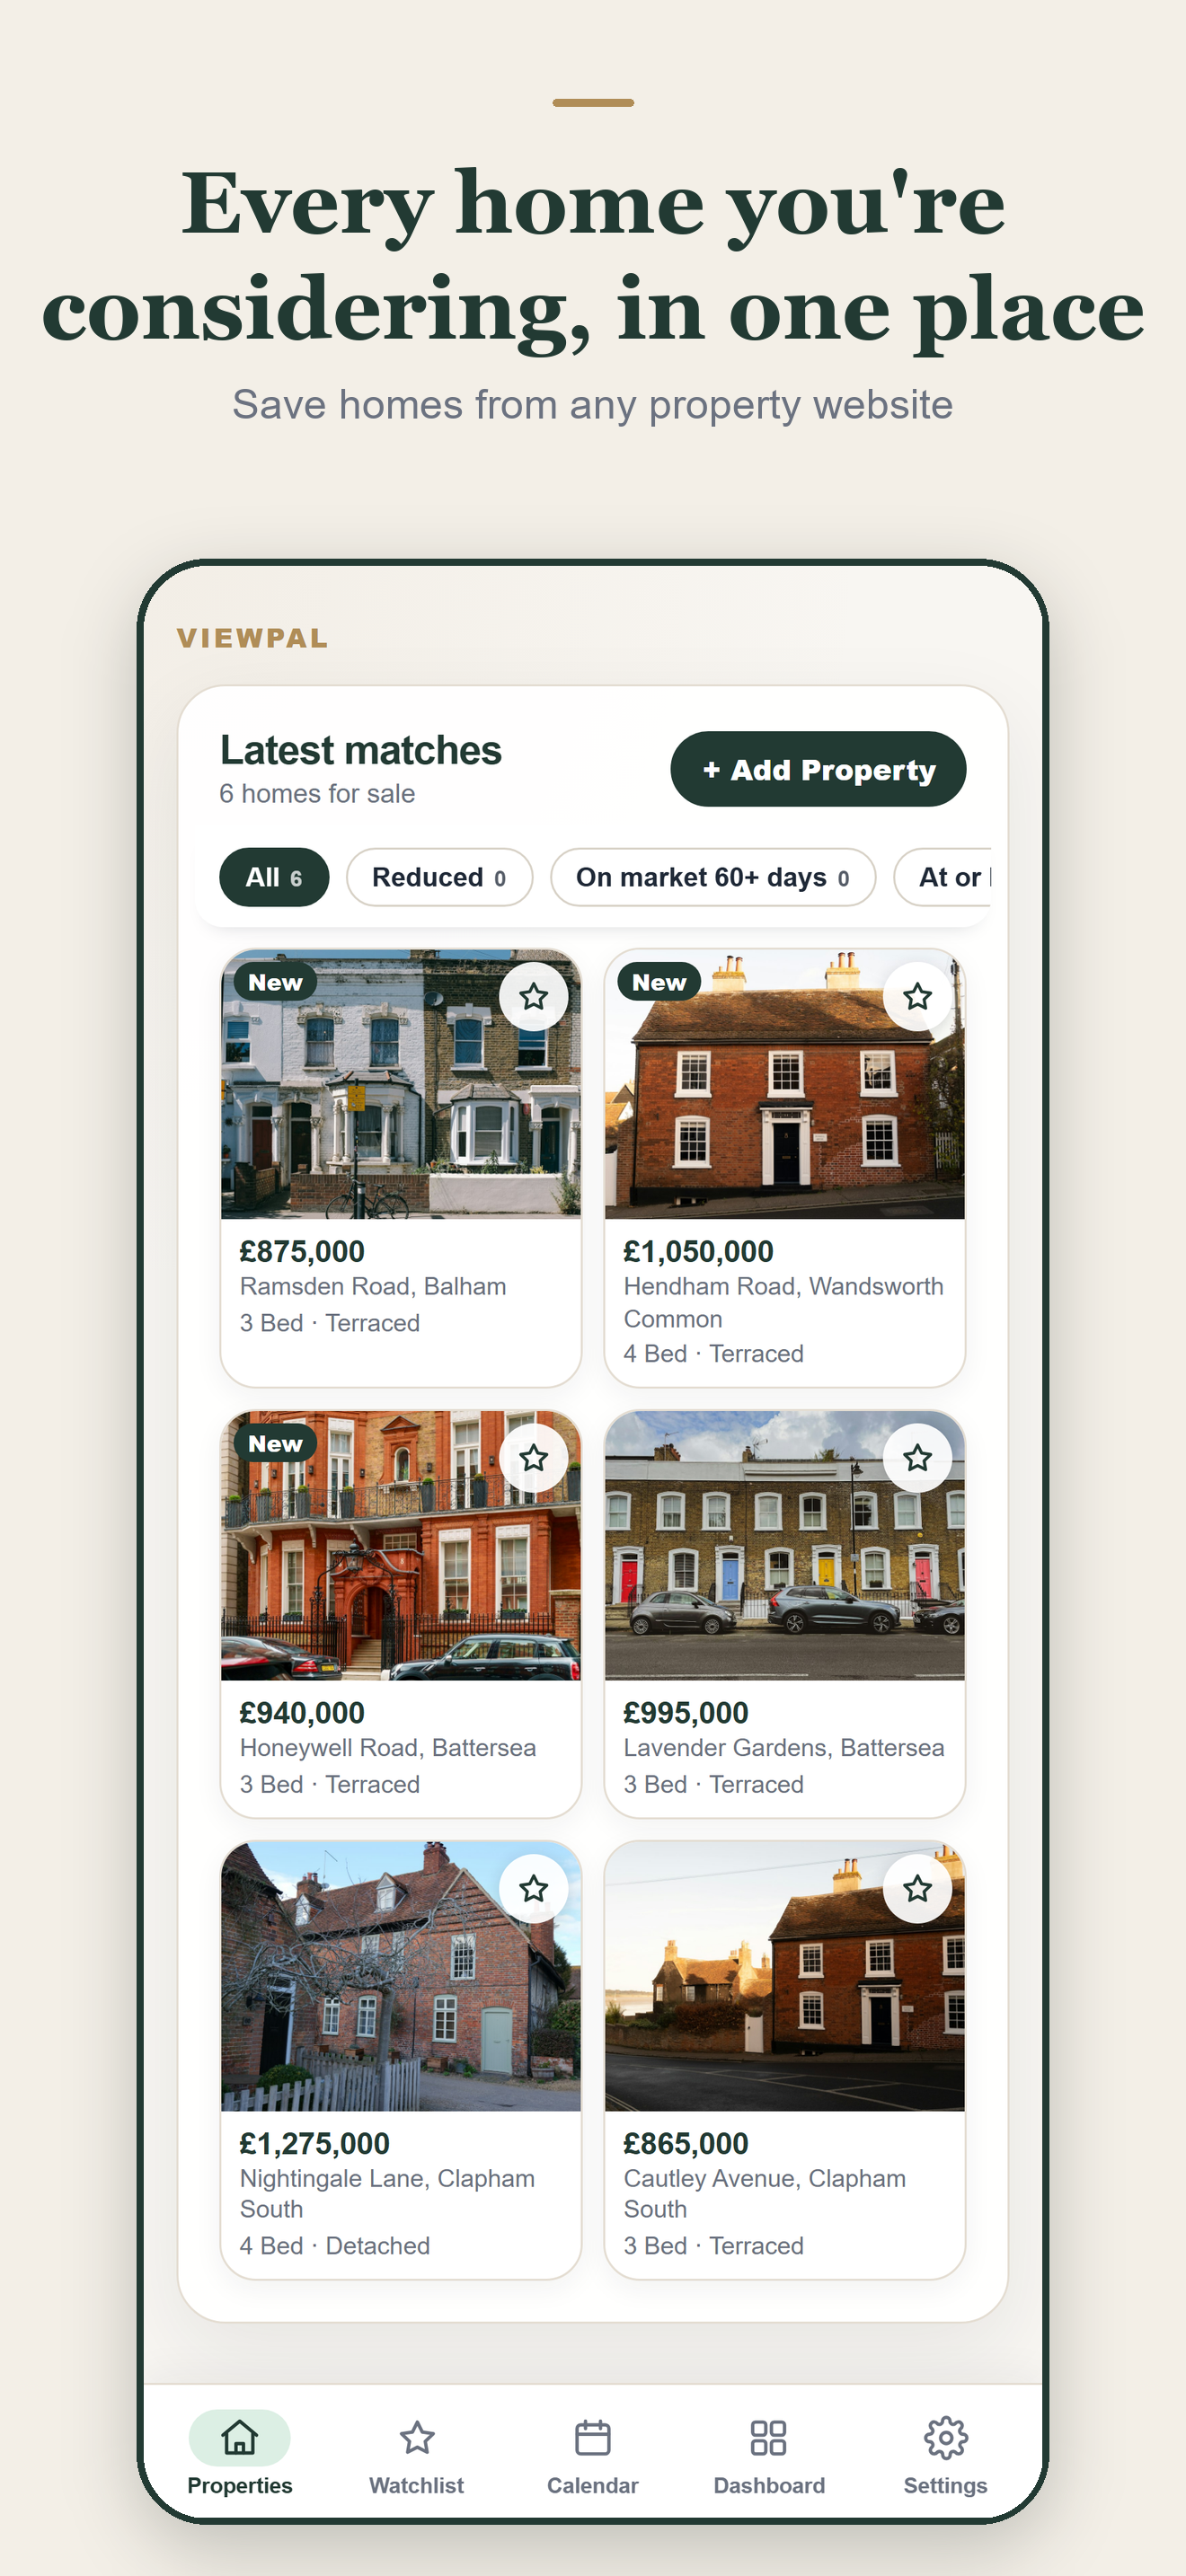 Every home you're
considering, in one place
Save homes from any property website
VIEWPAL
Latest matches
6 homes for sale
+ Add Property
All 6
Reduced 0
On market 60+ days 0
At or
New
£875,000
Ramsden Road, Balham
3 Bed · Terraced
New
£1,050,000
Hendham Road, Wandsworth
Common
4 Bed · Terraced
New
£940,000
Honeywell Road, Battersea
3 Bed · Terraced
£995,000
Lavender Gardens, Battersea
3 Bed · Terraced
£1,275,000
Nightingale Lane, Clapham
South
4 Bed · Detached
£865,000
Cautley Avenue, Clapham
South
3 Bed · Terraced
Properties
Watchlist
Calendar
Dashboard
Settings